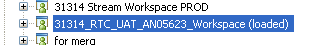 31314 Stream Workspace PROD
31314_RTC_UAT_AN05623_Workspace (loaded)
for merg